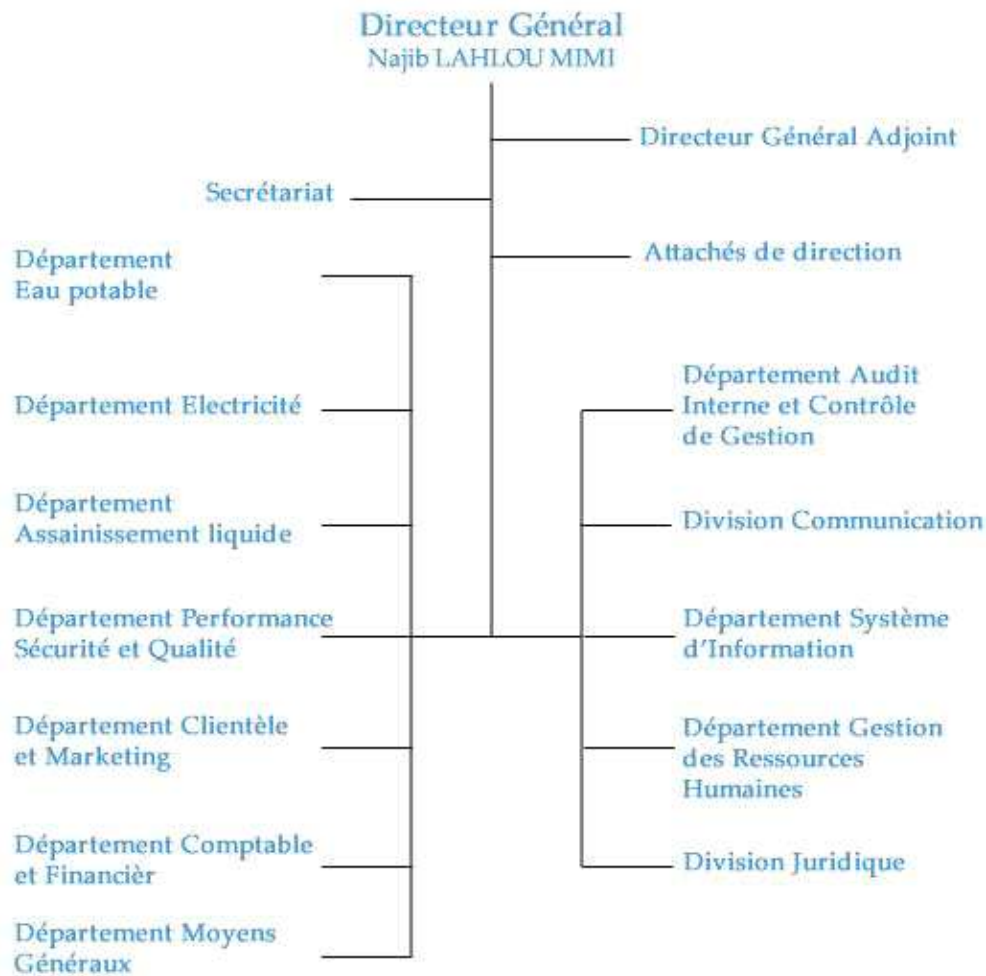 Directeur Général
Najib LAHLOU MIMI
Directeur Général Adjoint
Secrétariat
Attachés de direction
Département
Eau potable
Département Electricité
Département
Assainissement liquide
Département Performance
Sécurité et Qualité
Département Clientèle
et Marketing
Département Comptable
et Financièr
Département Moyens
Généraux
Département Audit
Interne et Contrôle
de Gestion
Division Communication
Département Système
d'Information
Département Gestion
des Ressources
Humaines
Division Juridique